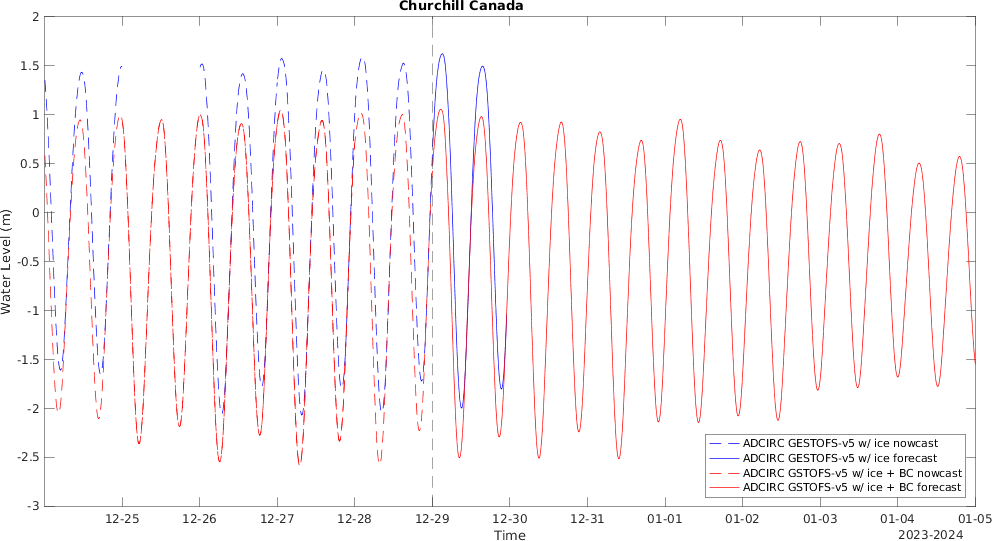 Churchill Canada
2
1.5
1
0.5
0
-0.5
-1
-1.5
-2
-2.5
-3
Water Level (m)
ADCIRC GESTOFS-v5 w/ ice nowcast
ADCIRC GESTOFS-v5 w/ ice forecast
ADCIRC GSTOFS-v5 w/ ice + BC nowcast
ADCIRC GSTOFS-v5 w/ ice + BC forecast
12-25 12-26 12-27 12-28 12-29 12-30 12-31 01-01 01-02 01-03 01-04 01-05
Time
2023-2024